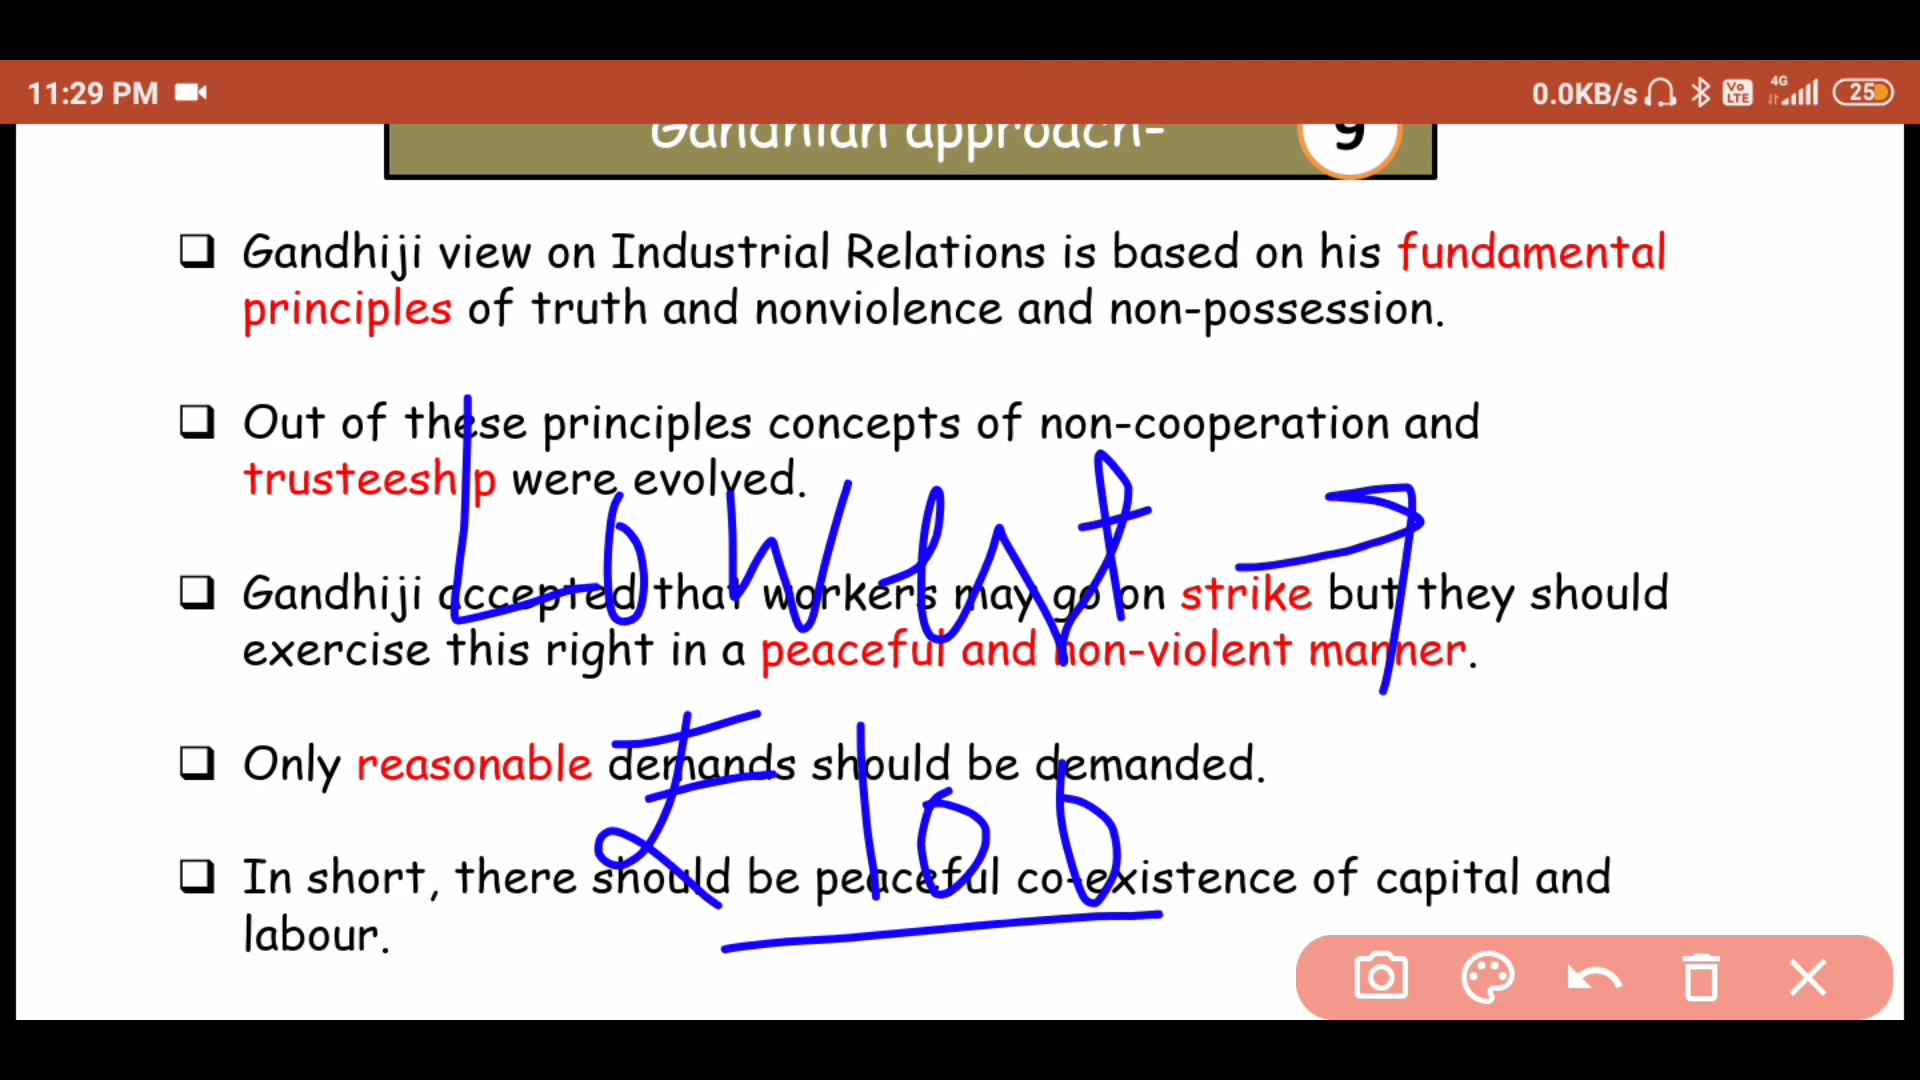 11:29 PM
0.0KB/s Vo LTE 4G 25
Gandhian approach-
9
❑ Gandhiji view on Industrial Relations is based on his fundamental
principles of truth and nonviolence and non-possession.
❑ Out of these principles concepts of non-cooperation and
trusteeship were evolved.
❑ Gandhiji accepted that workers may go on strike but they should
exercise this right in a peaceful and non-violent manner.
❑ Only reasonable demands should be demanded.
❑ In short, there should be peaceful co-existence of capital and
labour.
Lowest
₹ 100